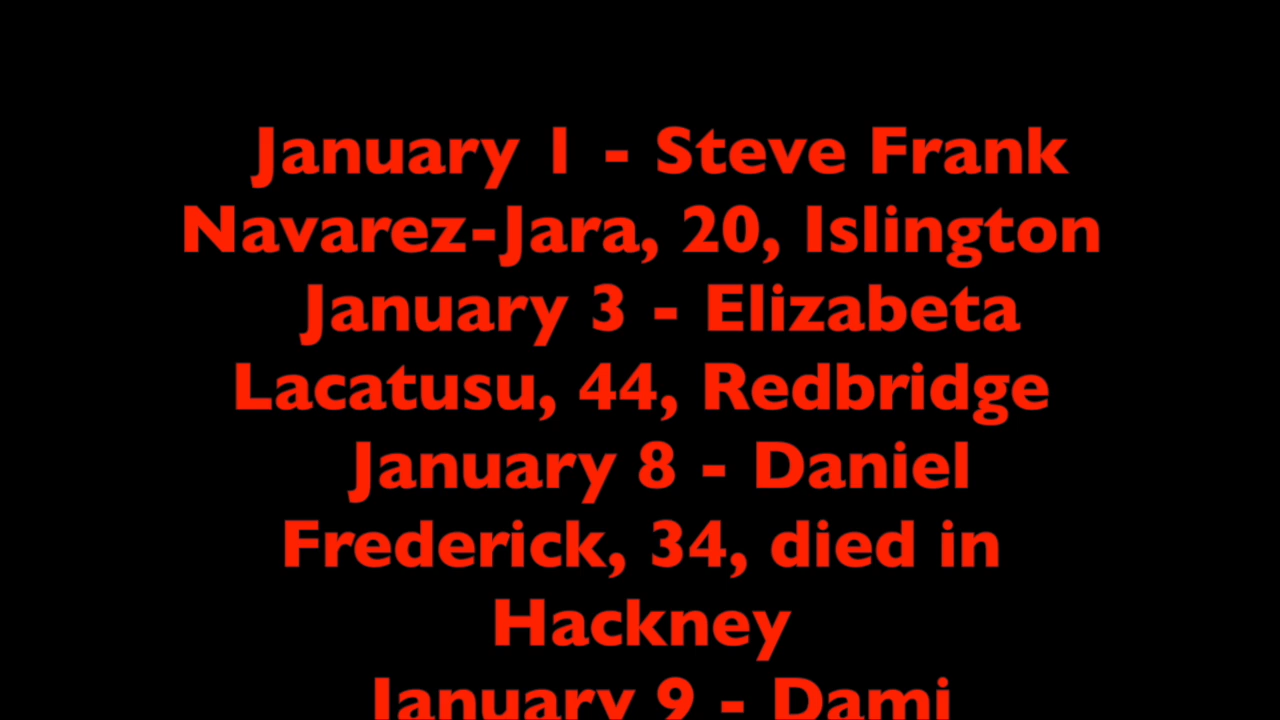 January 1 - Steve Frank
Navarez-Jara, 20, Islington
January 3 - Elizabeta
Lacatusu, 44, Redbridge
January 8 - Daniel
Frederick, 34, died in
Hackney
January 9 - Dami